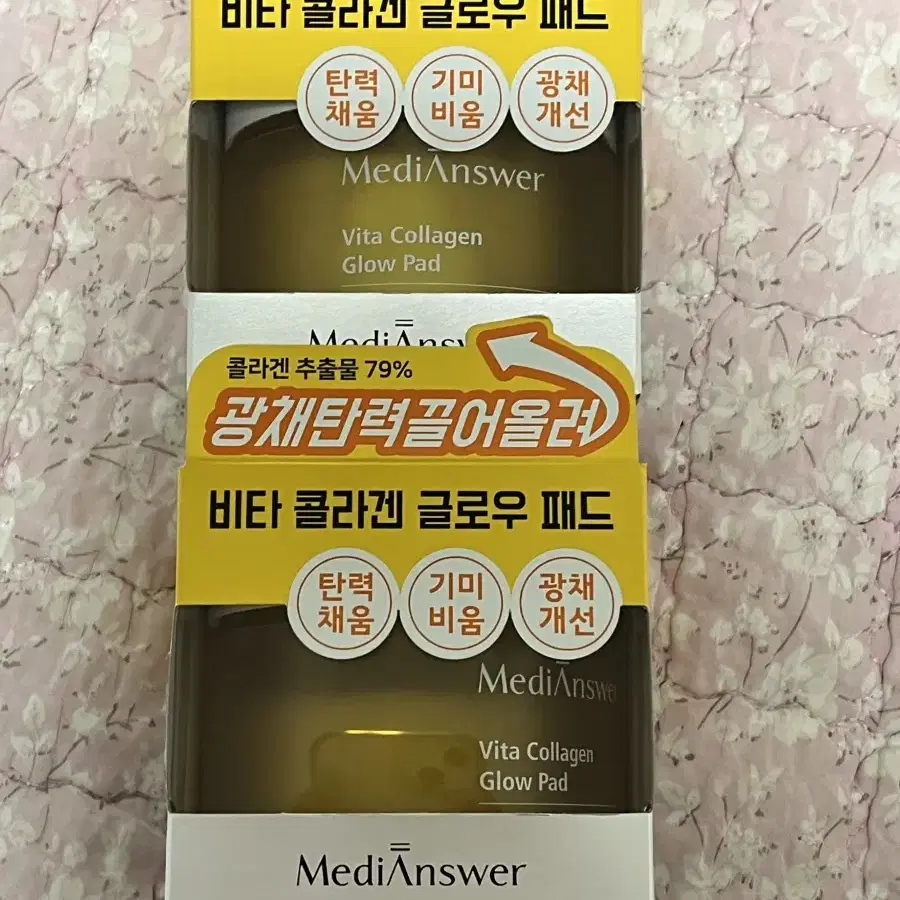 비타 콜라겐 글로우 패드
탄력
채움
기미
비움
광채
개선
MediAnswer
Vita Collagen
Glow Pad
콜라겐 추출물 79%
광채탄력끌어올려
비타 콜라겐 글로우 패드
탄력
채움
기미
비움
광채
개선
MediAnswer
Vita Collagen
Glow Pad
MediAnswer